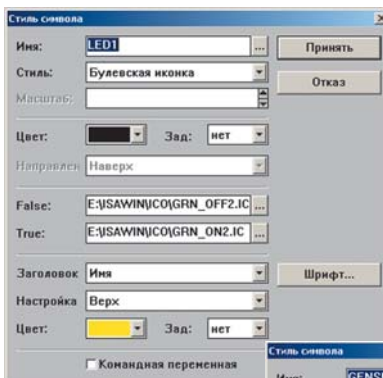 Стиль символа
Имя: LED1 ... Принять
Стиль: Булевская иконка Отказ
Масштаб:
Цвет: Зад: нет
Направлен Наверх
False: E:\ISAWIN\ICO\GRN_OFF2.IC ...
True: E:\ISAWIN\ICO\GRN_ON2.IC ...
Заголовок Имя Шрифт...
Настройка Верх
Цвет: Зад: нет
Командная переменная
Стиль символа